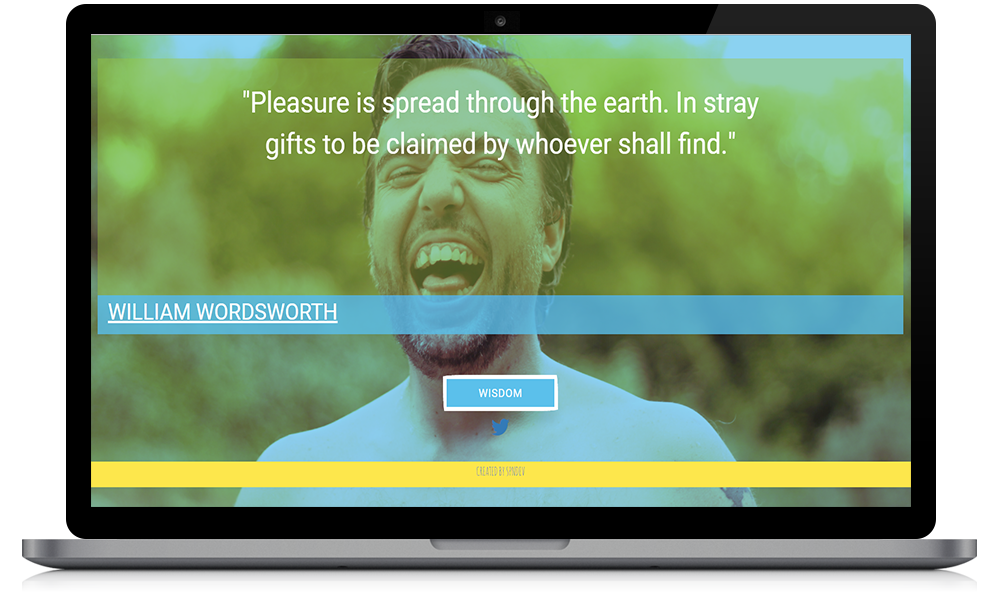 "Pleasure is spread through the earth. In stray
gifts to be claimed by whoever shall find."
WILLIAM WORDSWORTH
WISDOM
CREATED BY SYNDEV